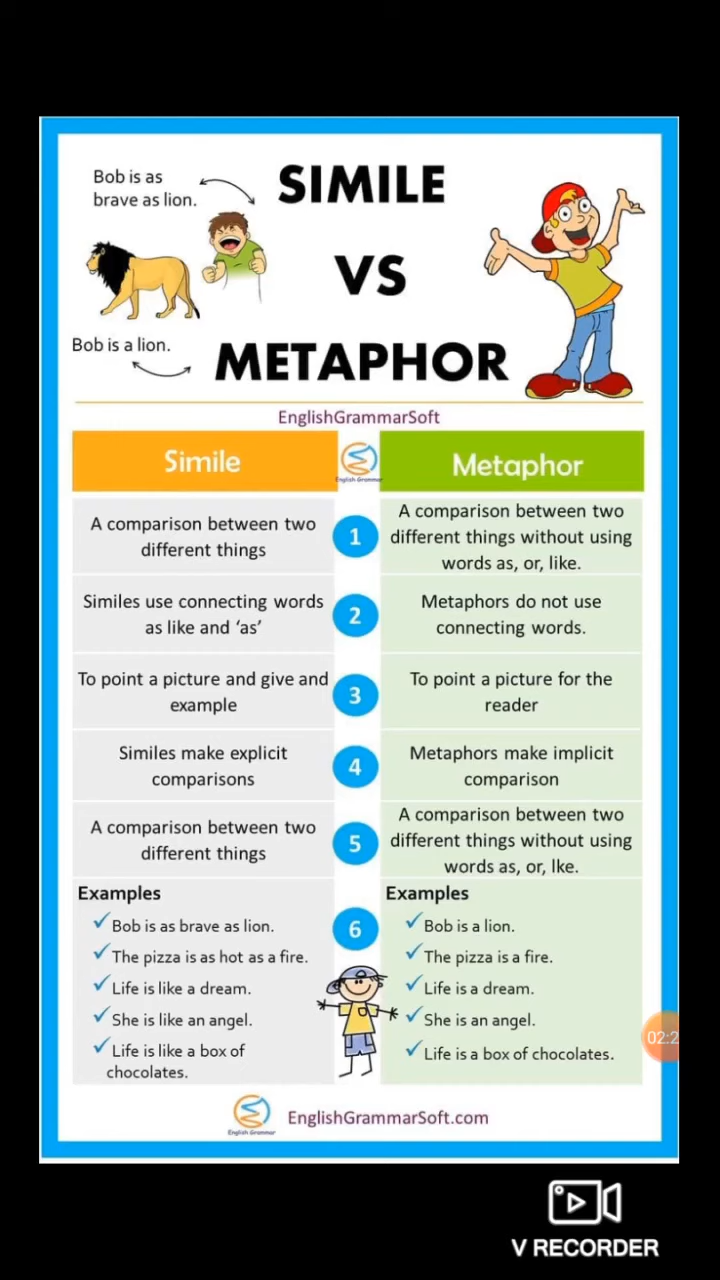 Bob is as
brave as lion.
SIMILE
VS
Bob is a lion.
METAPHOR
EnglishGrammarSoft
Simile
English Grammar
Metaphor
A comparison between two
different things
1
A comparison between two
different things without using
words as, or, like.
Similes use connecting words
as like and ‘as’
2
Metaphors do not use
connecting words.
To point a picture and give and
example
3
To point a picture for the
reader
Similes make explicit
comparisons
4
Metaphors make implicit
comparison
A comparison between two
different things
5
A comparison between two
different things without using
words as, or, lke.
Examples
Bob is as brave as lion.
The pizza is as hot as a fire.
Life is like a dream.
She is like an angel.
Life is like a box of
chocolates.
6
Examples
Bob is a lion.
The pizza is a fire.
Life is a dream.
She is an angel.
Life is a box of chocolates.
02:2
English Grammar
EnglishGrammarSoft.com
V RECORDER